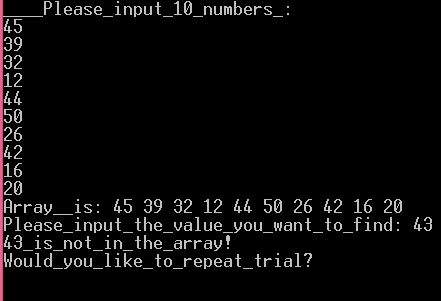 ____Please_input_10_numbers_:
45
39
32
12
44
50
26
42
16
20
Array__is: 45 39 32 12 44 50 26 42 16 20
Please_input_the_value_you_want_to_find: 43
43_is_not_in_the_array!
Would_you_like_to_repeat_trial?